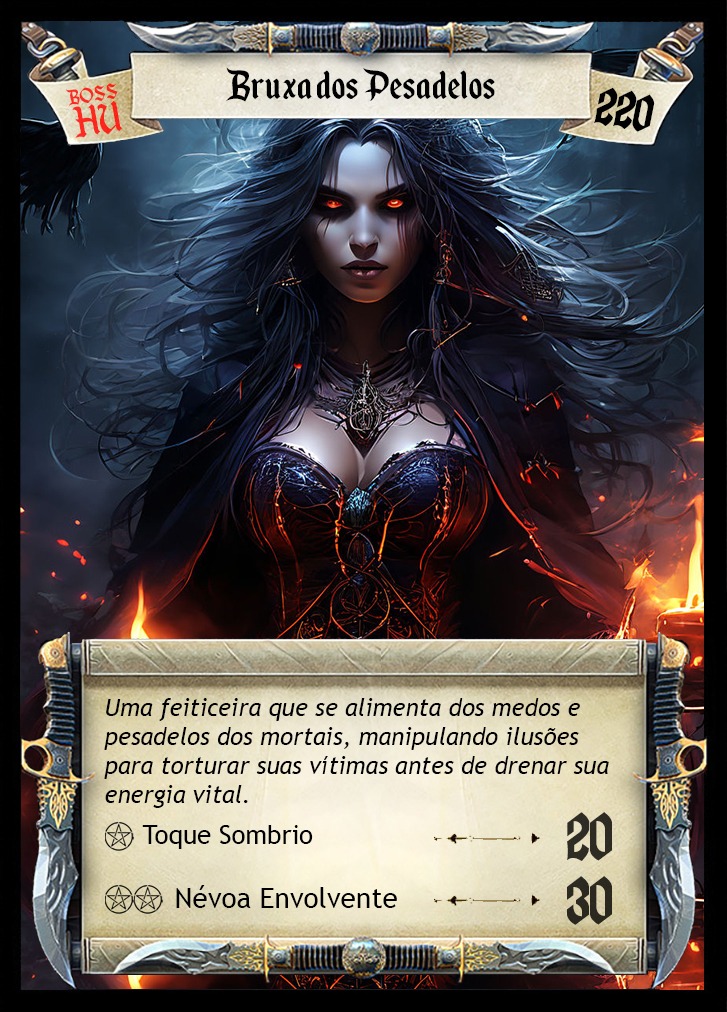 BOSS
HU
Bruxa dos Pesadelos
220
Uma feiticeira que se alimenta dos medos e
pesadelos dos mortais, manipulando ilusões
para torturar suas vítimas antes de drenar sua
energia vital.
Toque Sombrio 20
Névoa Envolvente 30